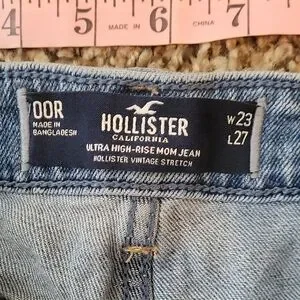 4 5 6 7
MADE IN CHINA
00R
MADE IN
BANGLADESH
HOLLISTER
CALIFORNIA
ULTRA HIGH-RISE MOM JEAN
HOLLISTER VINTAGE STRETCH
W23
L27